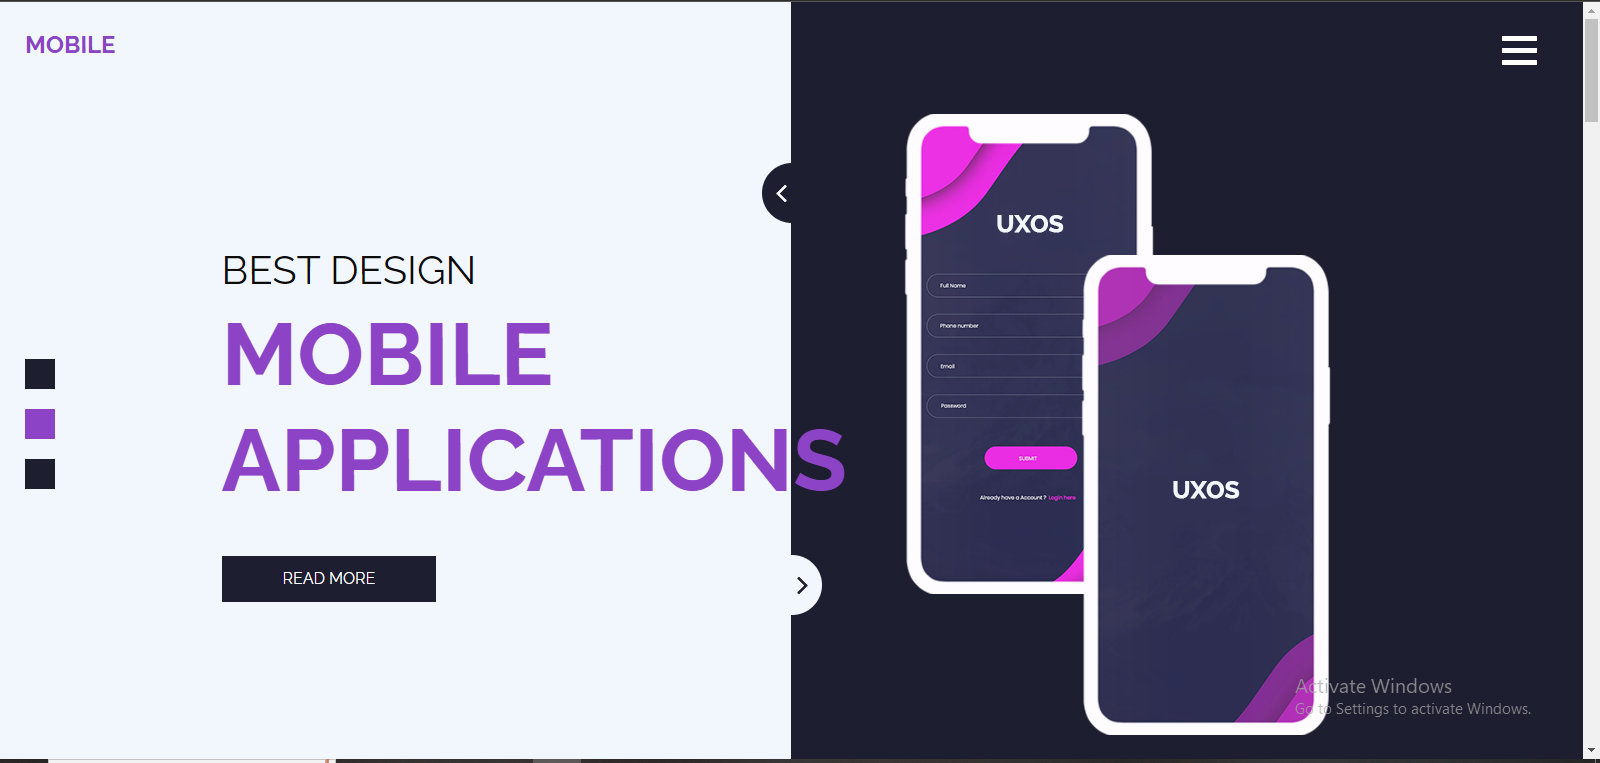 MOBILE
BEST DESIGN
MOBILE
APPLICATIONS
READ MORE
UXOS
Full Name
Phone number
Email
Password
SUBMIT
Already have a Account ? Login here
UXOS
Activate Windows
Go to Settings to activate Windows.